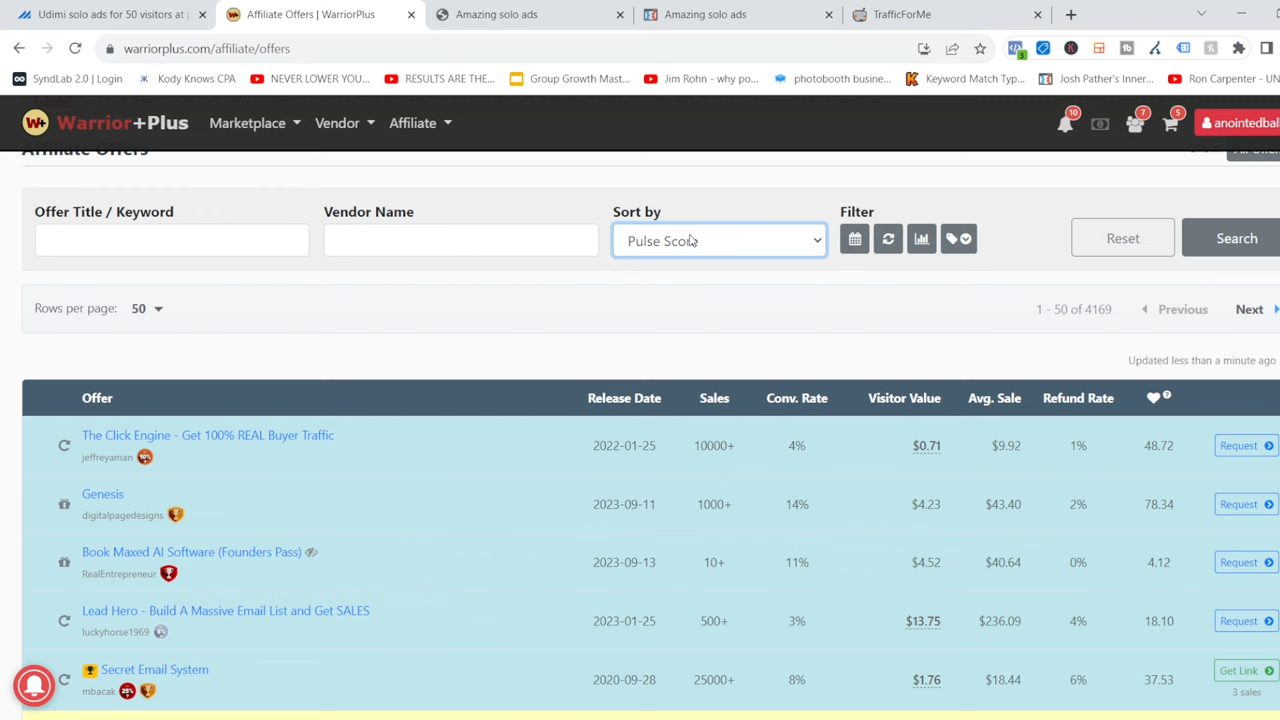 Udimi solo ads for 50 visitors at
Affiliate Offers | WarriorPlus
Amazing solo ads
Amazing solo ads
TrafficForMe
warriorplus.com/affiliate/offers
3
SyndLab 2.0 | Login
Kody Knows CPA
NEVER LOWER YOU...
RESULTS ARE THE...
Group Growth Mast...
Jim Rohn - why po...
photobooth busine...
Keyword Match Typ...
Josh Pather's Inner...
Ron Carpenter - UN
W+ Warrior+Plus
Marketplace
Vendor
Affiliate
10
7
5
anointedball
Affiliate Offers
Offer Title / Keyword
Vendor Name
Sort by
Filter
Pulse Score
Reset
Search
Rows per page: 50
1 - 50 of 4169
Previous
Next
Updated less than a minute ago
Offer Release Date Sales Conv. Rate Visitor Value Avg. Sale Refund Rate
The Click Engine - Get 100% REAL Buyer Traffic
jeffreyaman 10%
2022-01-25 10000+ 4% $0.71 $9.92 1% 48.72 Request
Genesis
digitalpagedesigns
2023-09-11 1000+ 14% $4.23 $43.40 2% 78.34 Request
Book Maxed AI Software (Founders Pass)
RealEntrepreneur
2023-09-13 10+ 11% $4.52 $40.64 0% 4.12 Request
Lead Hero - Build A Massive Email List and Get SALES
luckyhorse1969
2023-01-25 500+ 3% $13.75 $236.09 4% 18.10 Request
Secret Email System
mbacak 25%
2020-09-28 25000+ 8% $1.76 $18.44 6% 37.53 Get Link
3 sales